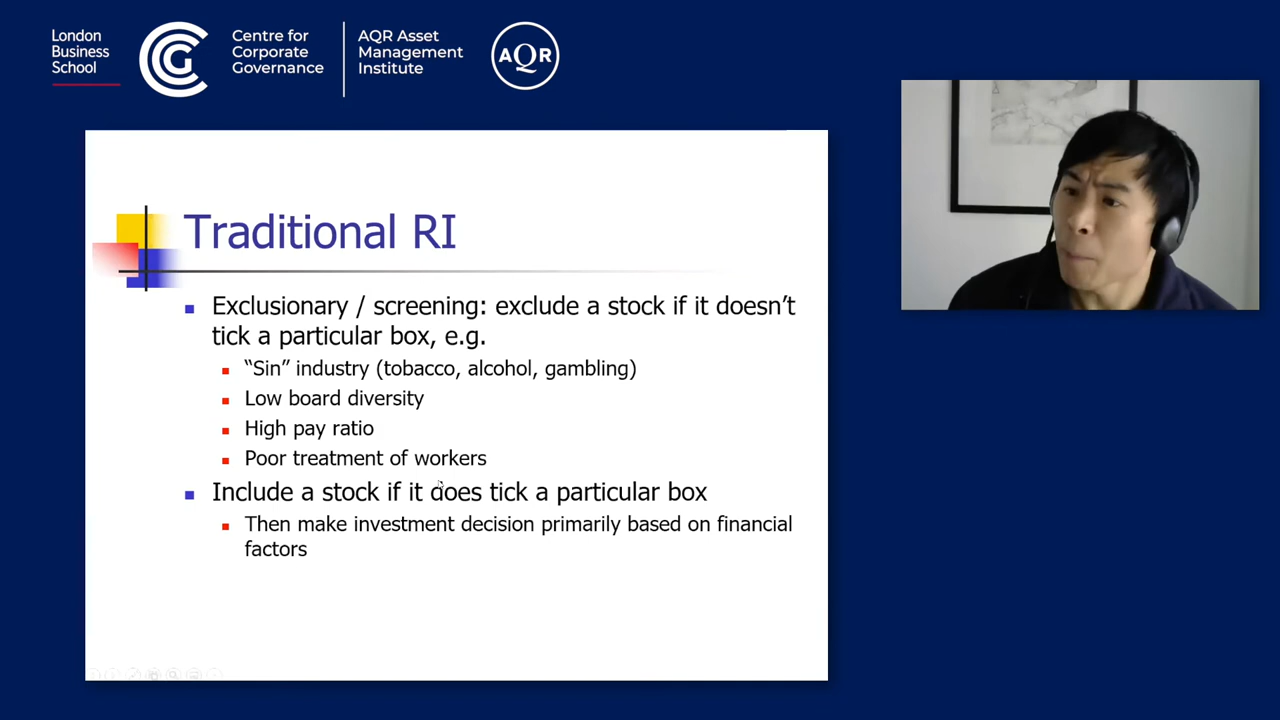 London
Business
School
Centre for
Corporate
Governance
AQR Asset
Management
Institute
AQR
Traditional RI
Exclusionary / screening: exclude a stock if it doesn’t
tick a particular box, e.g.
“Sin” industry (tobacco, alcohol, gambling)
Low board diversity
High pay ratio
Poor treatment of workers
Include a stock if it does tick a particular box
Then make investment decision primarily based on financial
factors